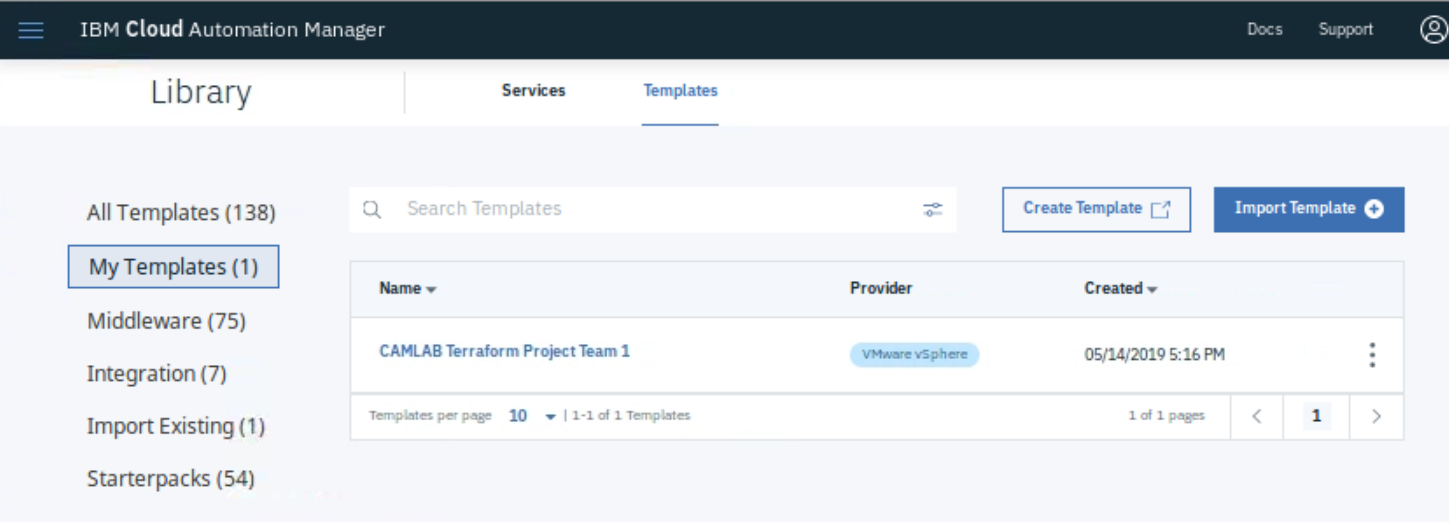 IBM Cloud Automation Manager Docs Support
Library Services Templates
All Templates (138)
My Templates (1)
Middleware (75)
Integration (7)
Import Existing (1)
Starterpacks (54)
Search Templates Create Template Import Template
Name Provider Created
CAMLAB Terraform Project Team 1 VMware vSphere 05/14/2019 5:16 PM
Templates per page 10 | 1-1 of 1 Templates 1 of 1 pages < 1 >